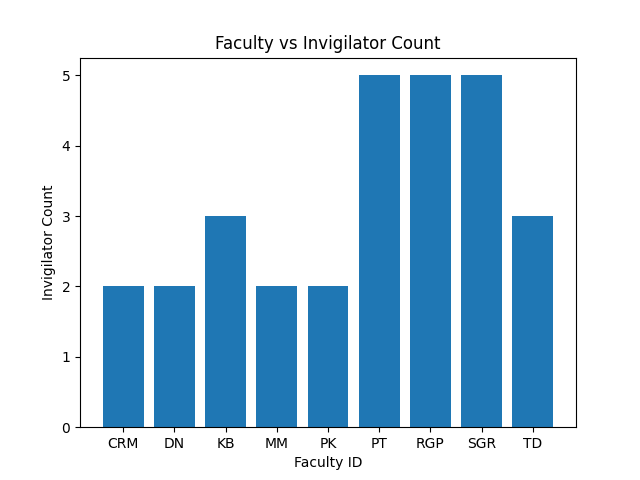 Faculty vs Invigilator Count
Invigilator Count
5
4
3
2
1
0
CRM DN KB MM PK PT RGP SGR TD
Faculty ID